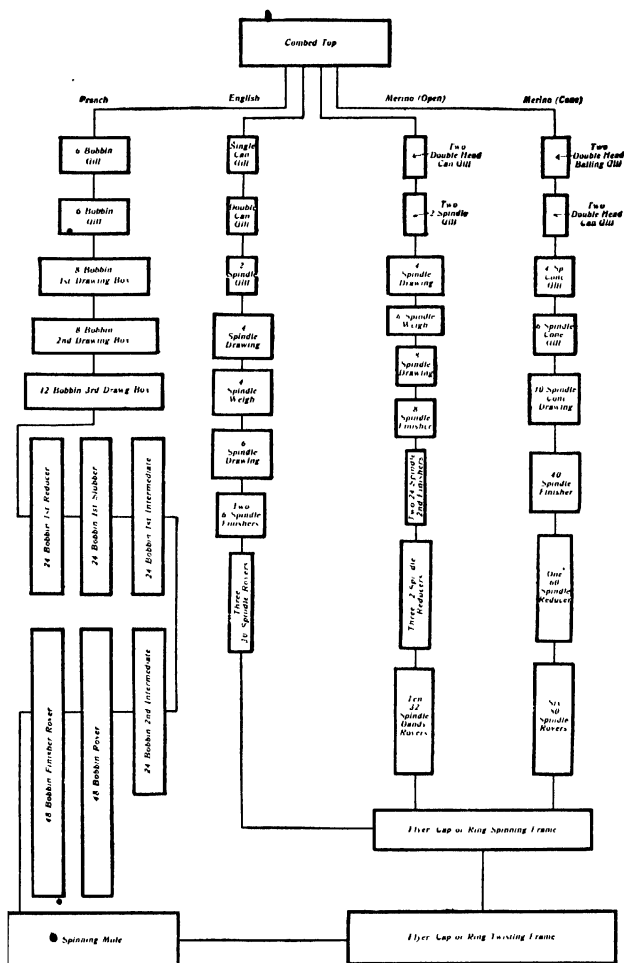 Combed Top
French
English
Merino (Open)
Merino (Cone)
6 Bobbin
Gill
6 Bobbin
Gill
8 Bobbin
1st Drawing Box
8 Bobbin
2nd Drawing Box
12 Bobbin 3rd Drawg Box
24 Bobbin 1st Reducer
24 Bobbin 1st Slubber
24 Bobbin 1st Intermediate
24 Bobbin 2nd Intermediate
48 Bobbin Rover
48 Bobbin Finisher Rover
Spinning Mule
Single
Can
Gill
Double
Can
Gill
2
Spindle
Gill
4
Spindle
Drawing
4
Spindle
Weigh
6
Spindle
Drawing
Two
6 Spindle
Finishers
Three
30 Spindle Rovers
Two
Double Head
Can Gill
Two
2 Spindle
Gill
4
Spindle
Drawing
6 Spindle
Weigh
8
Spindle
Drawing
8
Spindle
Finisher
Two 24 Spindle
2nd Finishers
Three 2 Spindle
Reducers
Ten
32
Spindle
Dandy
Rovers
Two
Double Head
Balling Gill
Two
Double Head
Can Gill
4 Sp
Cone
Gill
6 Spindle
Cone
Gill
10 Spindle
Cone
Drawing
40
Spindle
Finisher
One
60
Spindle
Reducer
Six
80
Spindle
Rovers
Flyer Cap or Ring Spinning Frame
Flyer Cap or Ring Twisting Frame